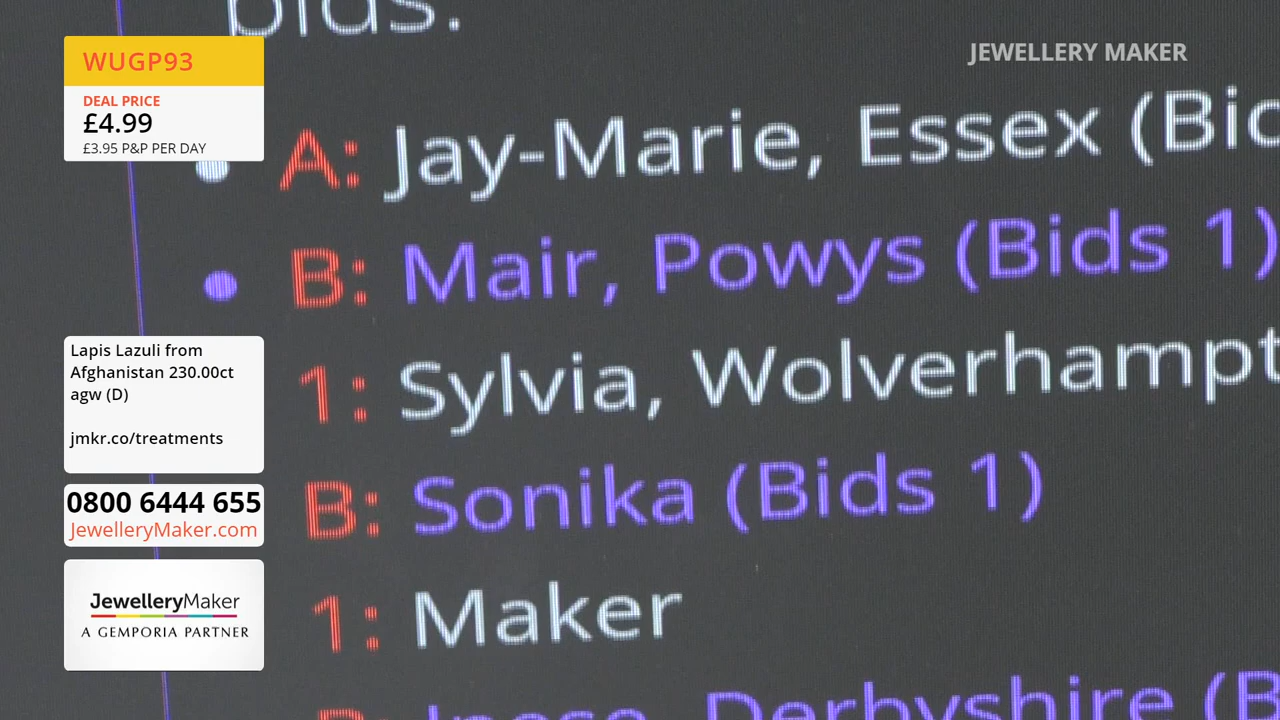 bids.
WUGP93
DEAL PRICE
£4.99
£3.95 P&P PER DAY
JEWELLERY MAKER
A: Jay-Marie, Essex (Bid
B: Mair, Powys (Bids 1)
1: Sylvia, Wolverhampt
B: Sonika (Bids 1)
1: Maker
Derbyshire (B
Lapis Lazuli from
Afghanistan 230.00ct
agw (D)
jmkr.co/treatments
0800 6444 655
JewelleryMaker.com
JewelleryMaker
A GEMPORIA PARTNER